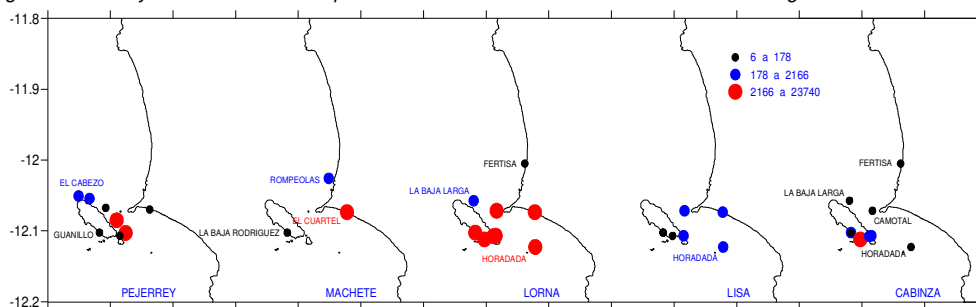 -11.8
-11.9
-12
-12.1
-12.2
6 a 178
178 a 2166
2166 a 23740
EL CABEZO
GUANILLO
PEJERREY
ROMPEOLAS
EL CUARTEL
LA BAJA RODRIGUEZ
MACHETE
FERTISA
LA BAJA LARGA
HORADADA
LORNA
HORADADA
LISA
FERTISA
LA BAJA LARGA
CAMOTAL
HORADADA
CABINZA